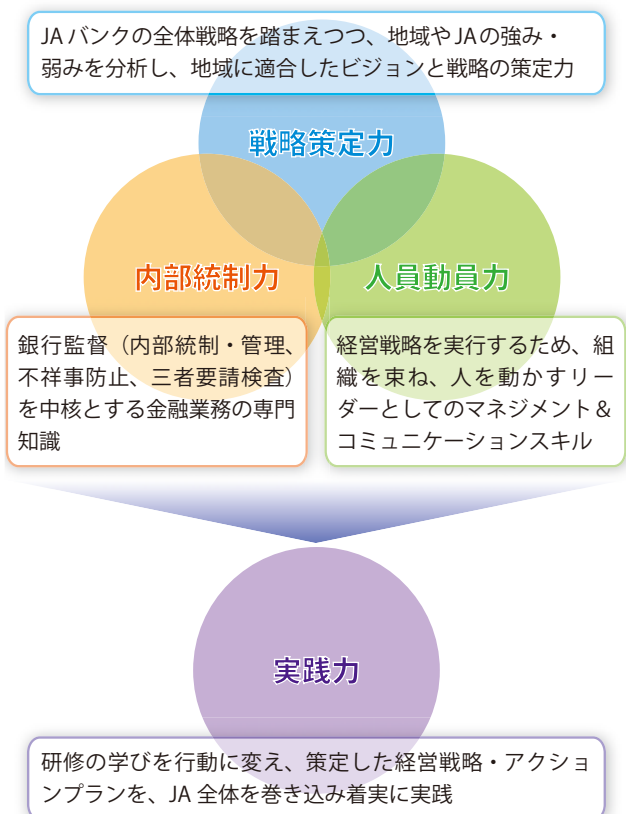 JAバンクの全体戦略を踏まえつつ、地域やJAの強み・
弱みを分析し、地域に適合したビジョンと戦略の策定力
戦略策定力
内部統制力
人員動員力
銀行監督（内部統制・管理、
不祥事防止、三者要請検査）
を中核とする金融業務の専門
知識
経営戦略を実行するため、組
織を束ね、人を動かすリー
ダーとしてのマネジメント＆
コミュニケーションスキル
実践力
研修の学びを行動に変え、策定した経営戦略・アクショ
ンプランを、JA 全体を巻き込み着実に実践